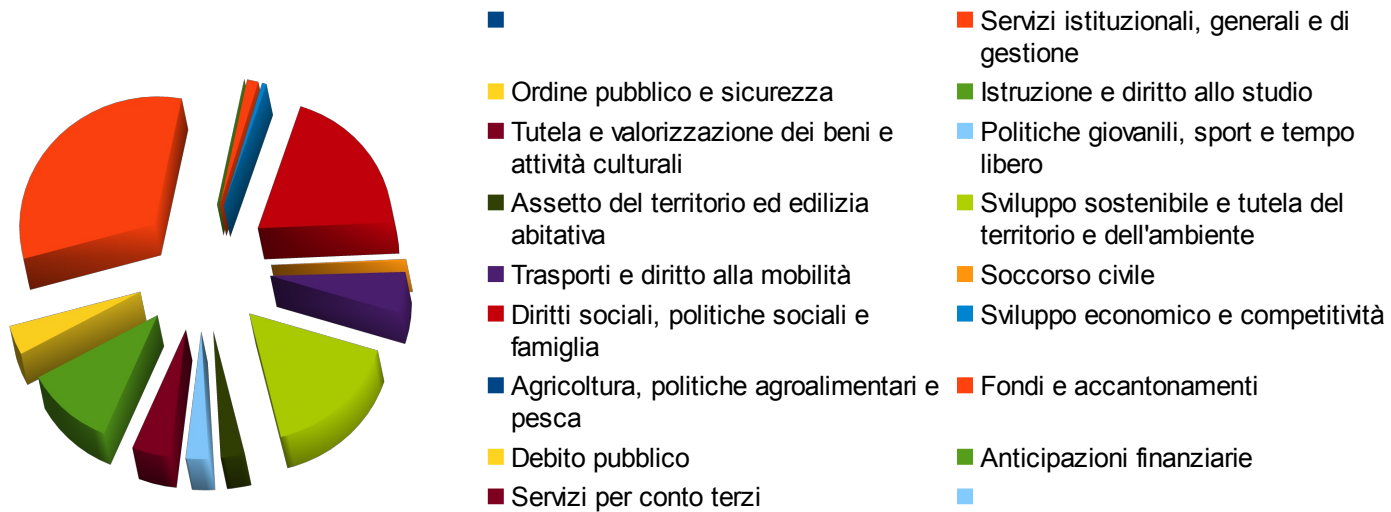 Servizi istituzionali, generali e di
gestione
Ordine pubblico e sicurezza
Istruzione e diritto allo studio
Tutela e valorizzazione dei beni e
attività culturali
Politiche giovanili, sport e tempo
libero
Assetto del territorio ed edilizia
abitativa
Sviluppo sostenibile e tutela del
territorio e dell'ambiente
Trasporti e diritto alla mobilità
Soccorso civile
Diritti sociali, politiche sociali e
famiglia
Sviluppo economico e competitività
Agricoltura, politiche agroalimentari e
pesca
Fondi e accantonamenti
Debito pubblico
Anticipazioni finanziarie
Servizi per conto terzi